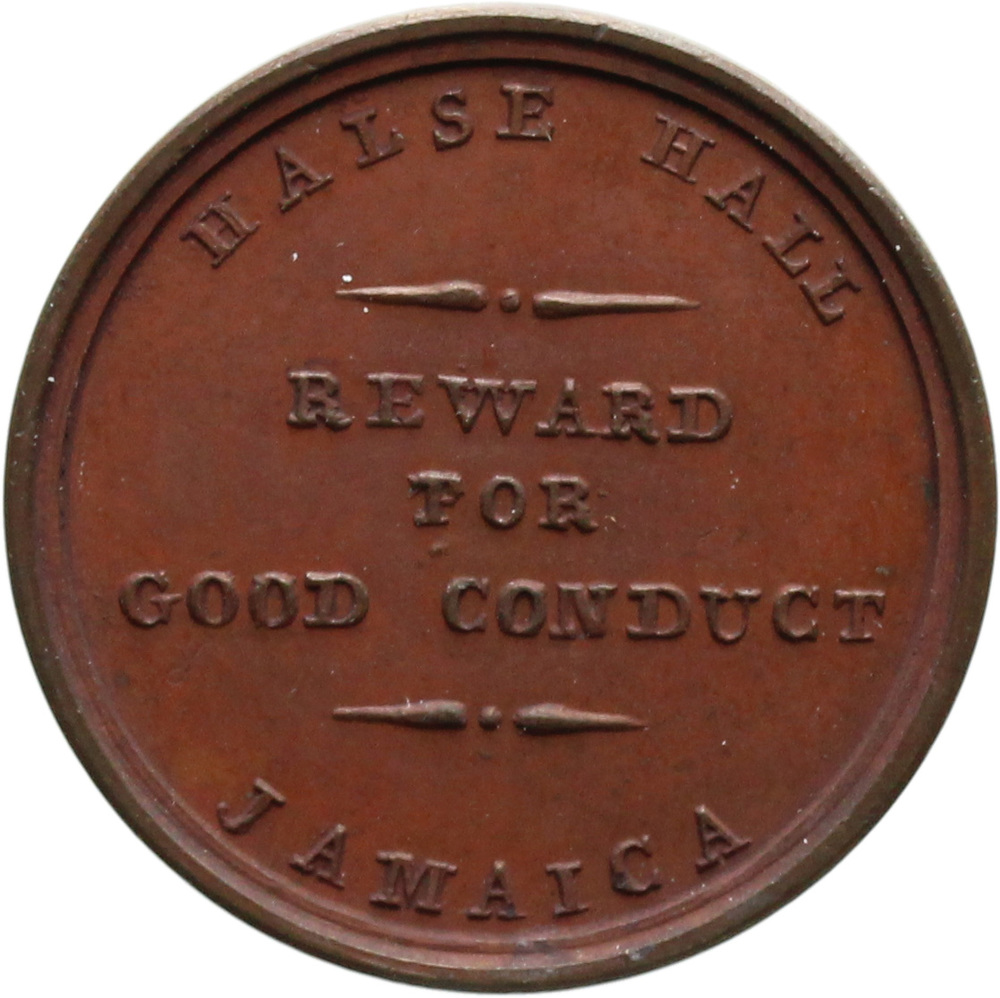 HALSE HALL
REWARD
FOR
GOOD CONDUCT
JAMAICA